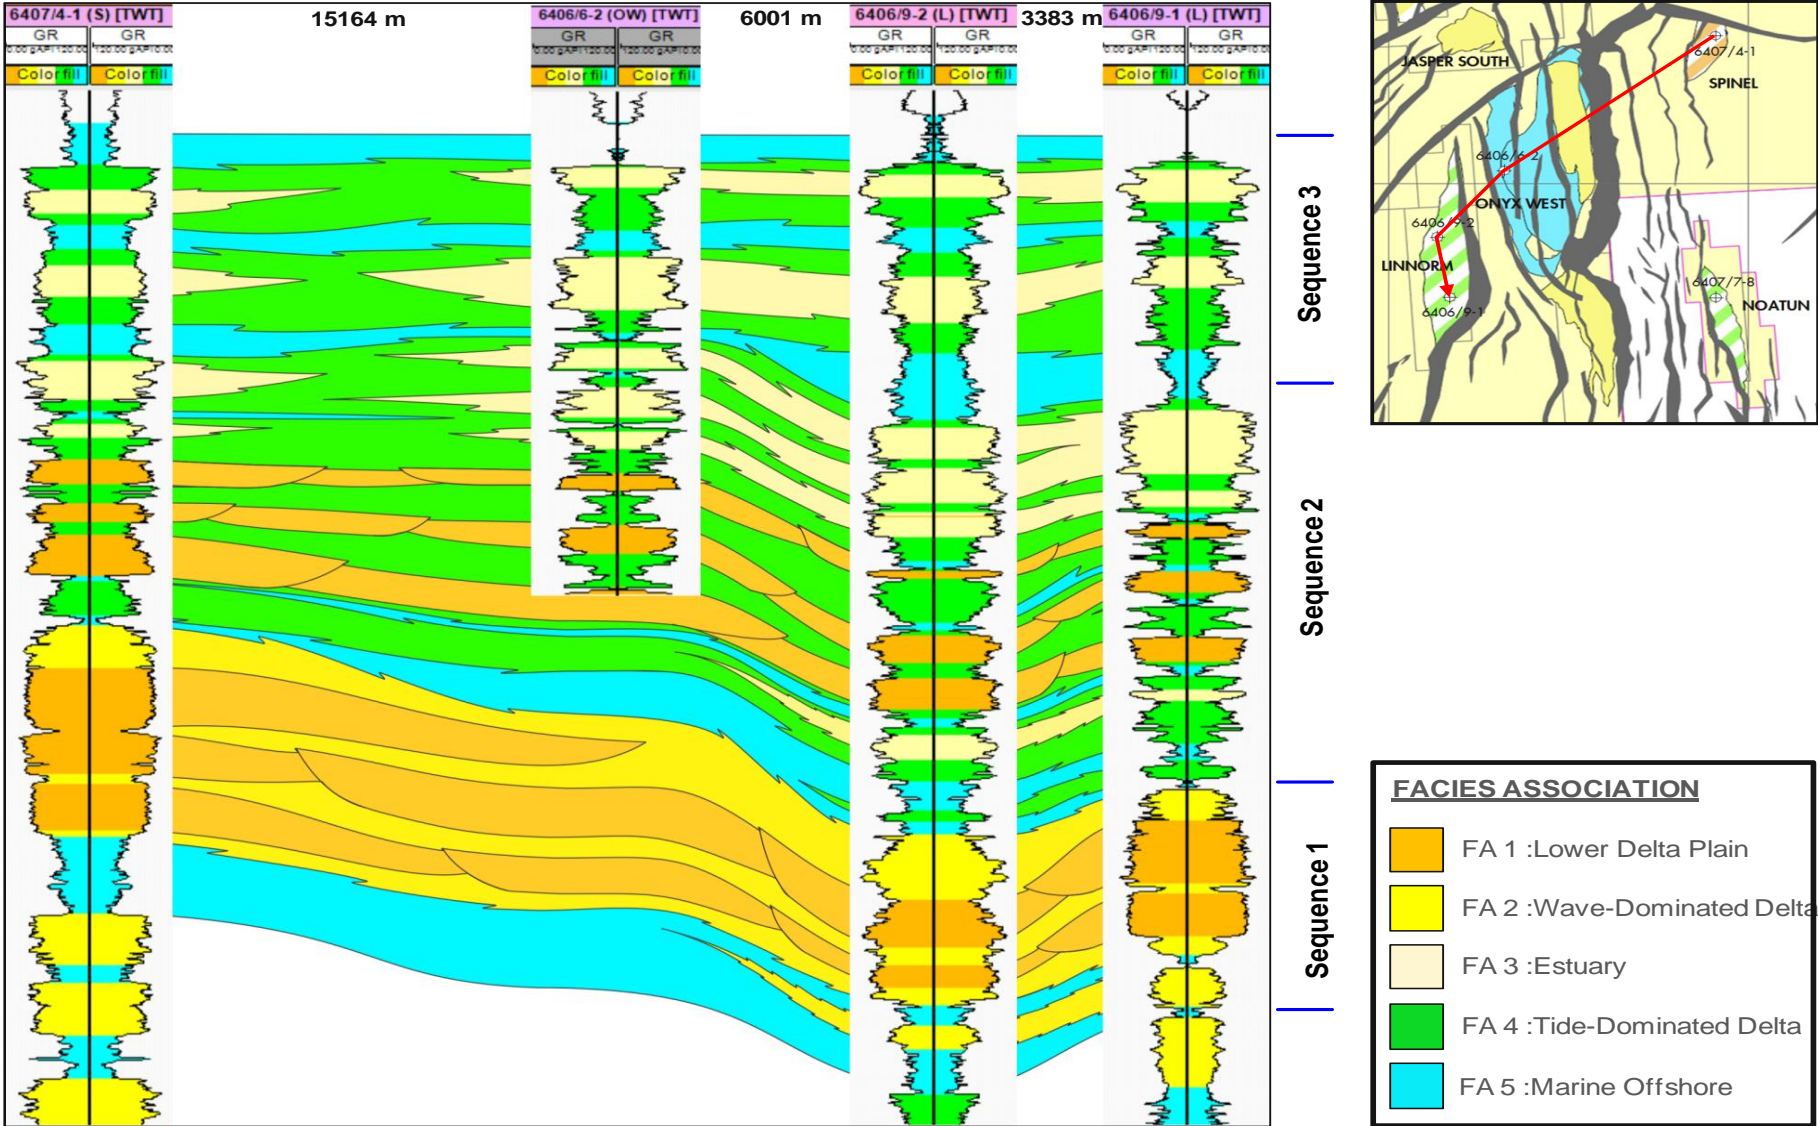 6407/4-1 (S) [TWT]
15164 m
6406/6-2 (OW) [TWT]
6001 m
6406/9-2 (L) [TWT]
3383 m
6406/9-1 (L) [TWT]
GR GR
GR GR
GR GR
GR GR
Color fill Color fill
Color fill Color fill
Color fill Color fill
Color fill Color fill
Sequence 3
Sequence 2
Sequence 1
JASPER SOUTH
6407/4-1
SPINEL
6406/6-2
ONYX WEST
6406/9-2
LINNORM
6406/9-1
6407/7-8
NOATUN
FACIES ASSOCIATION
FA 1 :Lower Delta Plain
FA 2 :Wave-Dominated Delta
FA 3 :Estuary
FA 4 :Tide-Dominated Delta
FA 5 :Marine Offshore